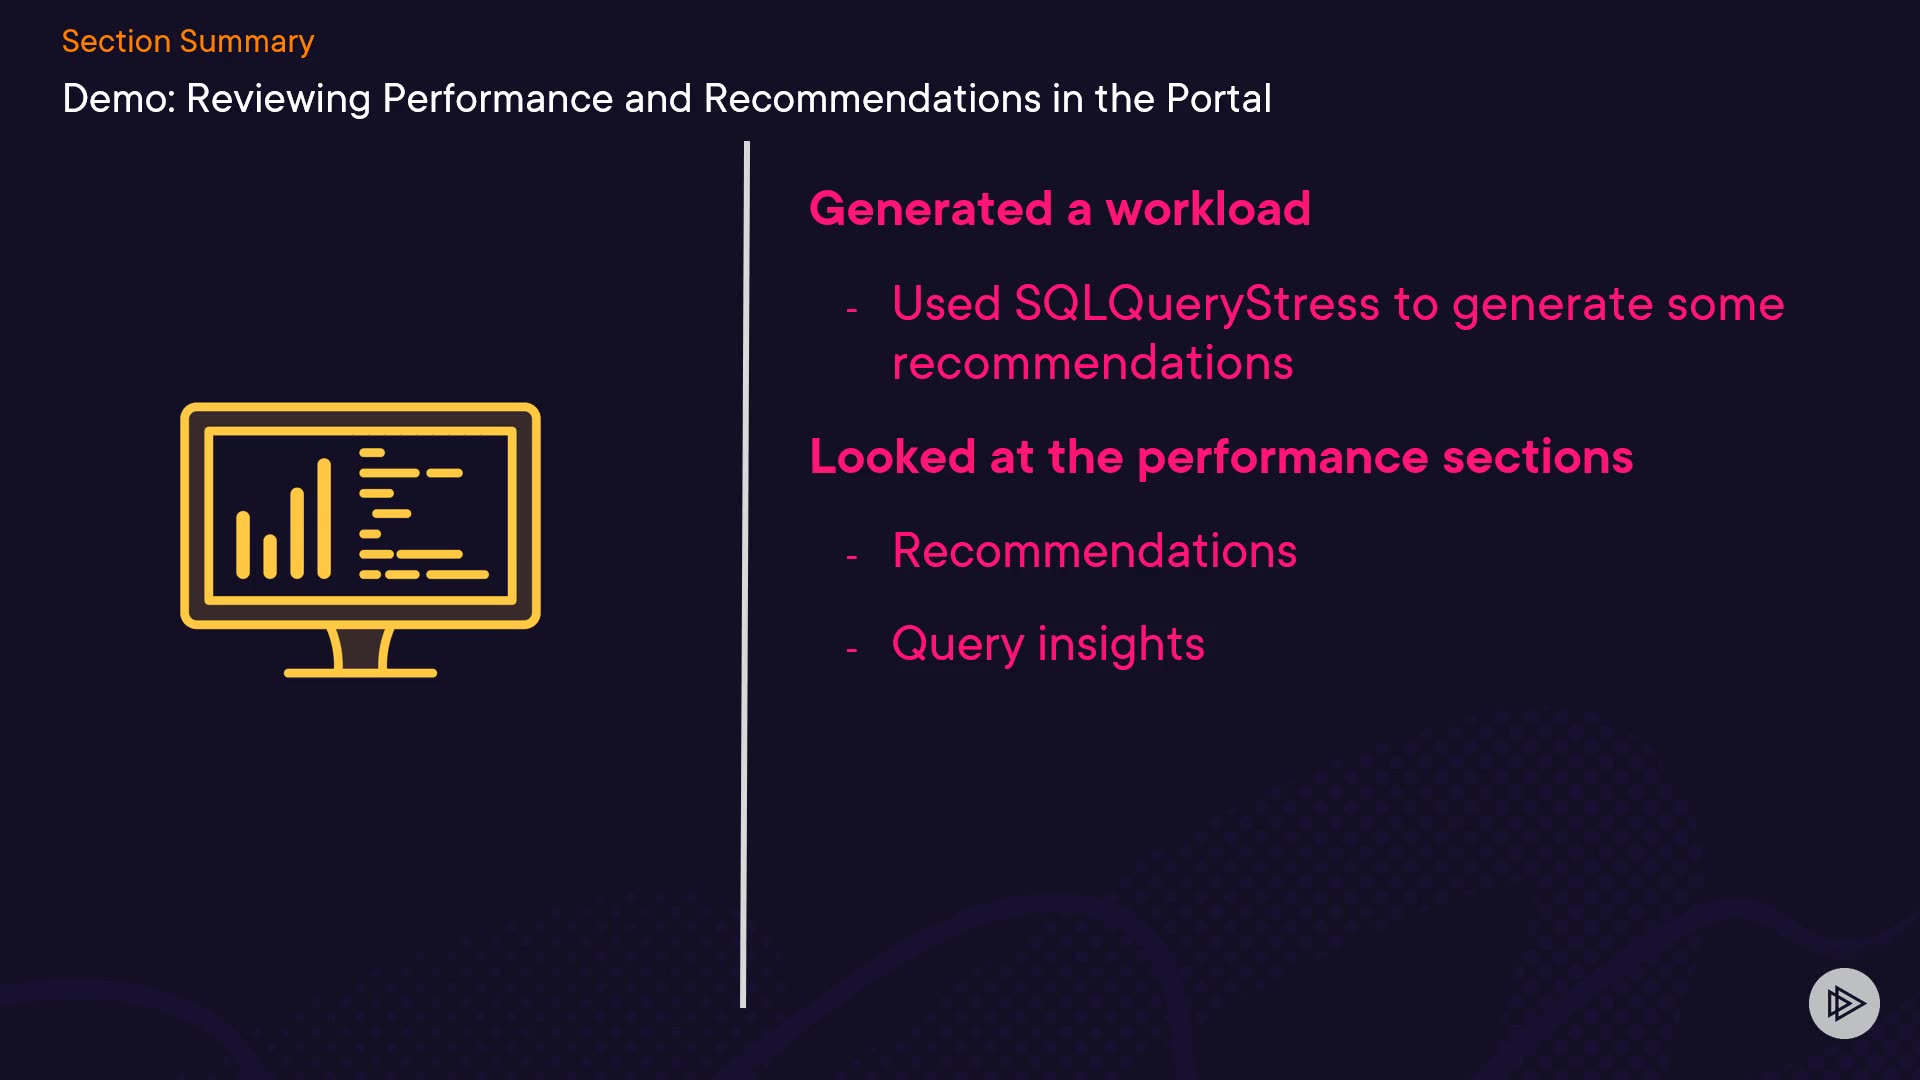 Section Summary
Demo: Reviewing Performance and Recommendations in the Portal
Generated a workload
- Used SQLQueryStress to generate some
recommendations
Looked at the performance sections
- Recommendations
- Query insights